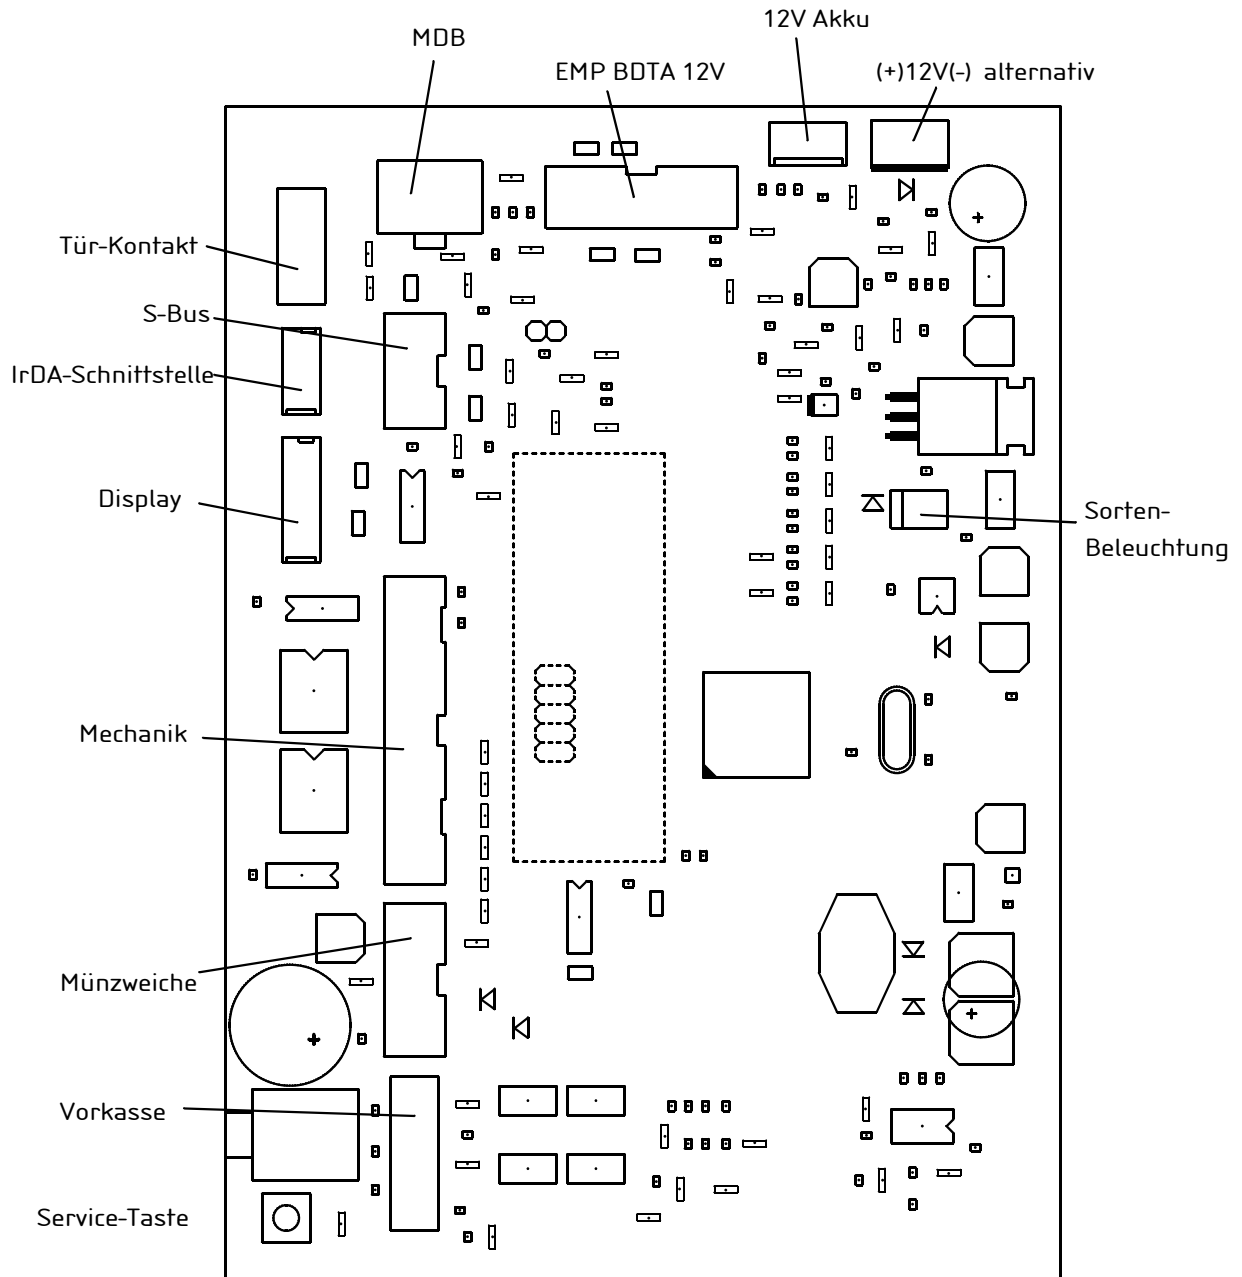 12V Akku
MDB
EMP BDTA 12V
(+)12V(-) alternativ
Tür-Kontakt
S-Bus
IrDA-Schnittstelle
Display
Sorten-
Beleuchtung
Mechanik
Münzweiche
Vorkasse
Service-Taste